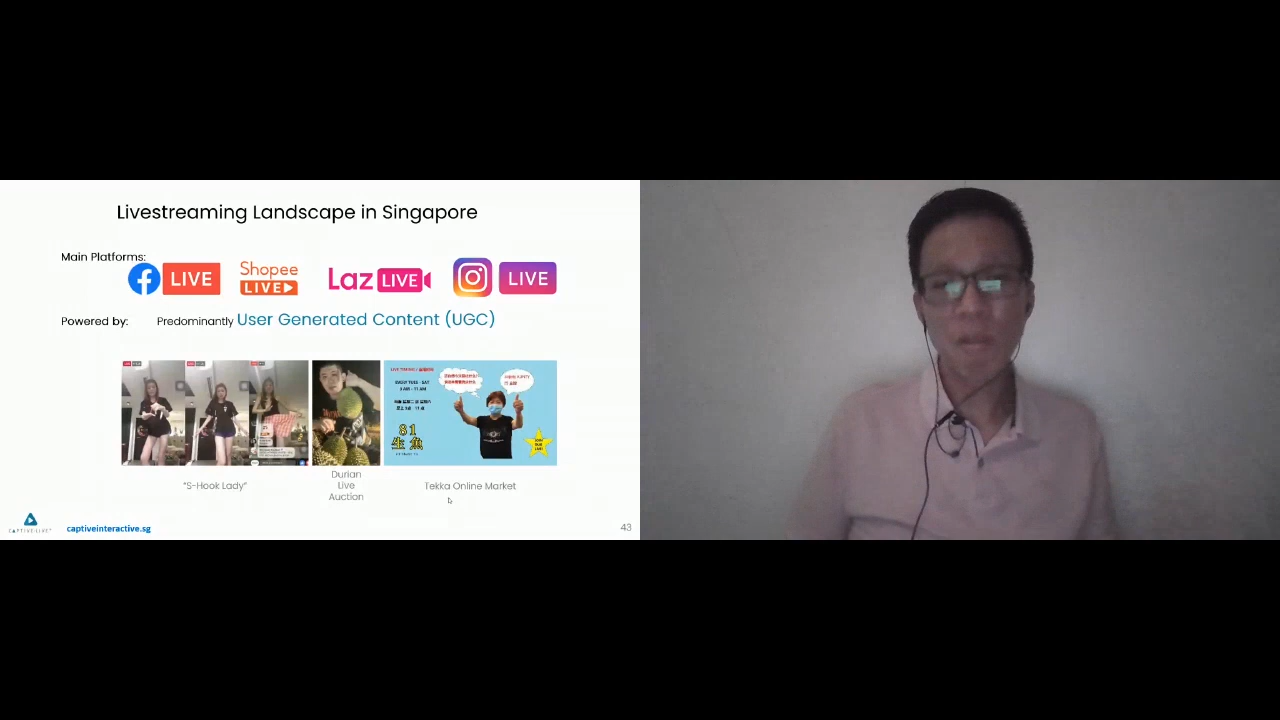 Livestreaming Landscape in Singapore
Main Platforms:
LIVE
Shopee
LIVE
Laz LIVE
LIVE
Powered by: Predominantly User Generated Content (UGC)
81
生魚
"S-Hook Lady"
Durian
Live
Auction
Tekka Online Market
captiveinteractive.sg
43